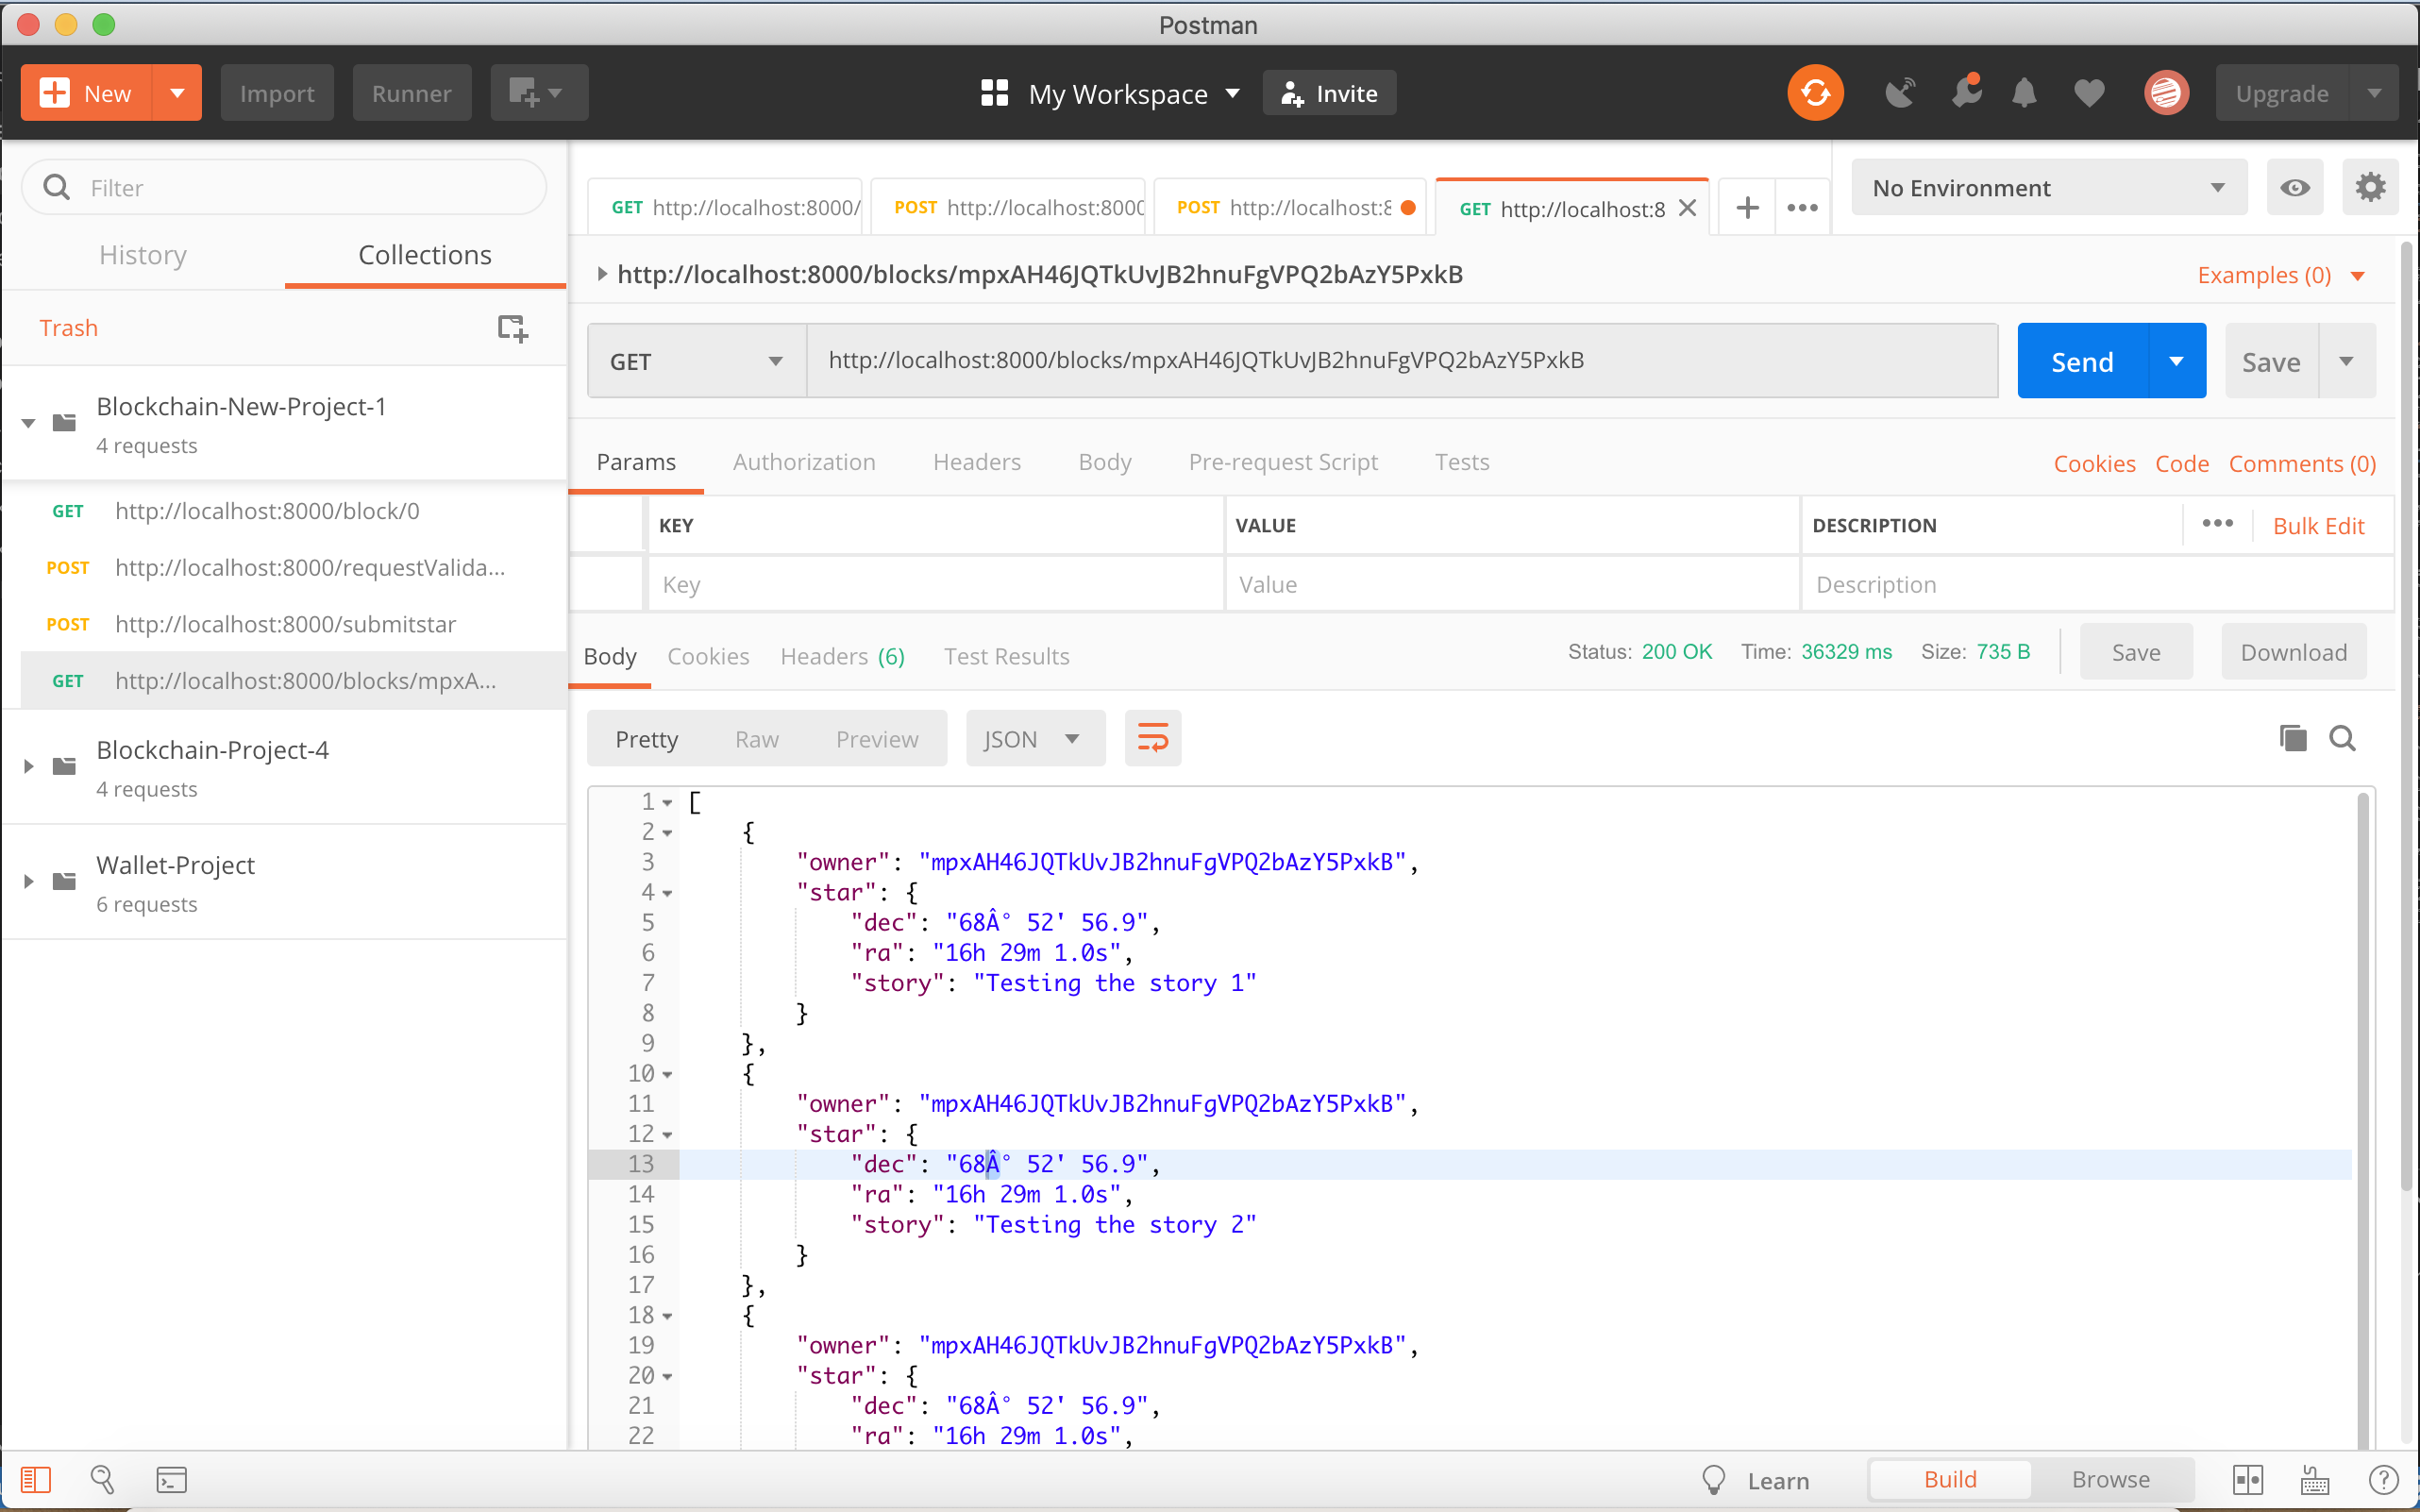 Postman
New
Import
Runner
My Workspace
Invite
Upgrade
Filter
History
Collections
Trash
Blockchain-New-Project-1
4 requests
GET http://localhost:8000/block/0
POST http://localhost:8000/requestValida...
POST http://localhost:8000/submitstar
GET http://localhost:8000/blocks/mpxA...
Blockchain-Project-4
4 requests
Wallet-Project
6 requests
GET http://localhost:8000/
POST http://localhost:8000
POST http://localhost:8
GET http://localhost:8
No Environment
http://localhost:8000/blocks/mpxAH46JQTkUvJB2hnuFgVPQ2bAzY5PxkB
Examples (0)
GET http://localhost:8000/blocks/mpxAH46JQTkUvJB2hnuFgVPQ2bAzY5PxkB
Send
Save
Params Authorization Headers Body Pre-request Script Tests
Cookies Code Comments (0)
KEY VALUE DESCRIPTION ••• Bulk Edit
Key Value Description
Body Cookies Headers (6) Test Results
Status: 200 OK Time: 36329 ms Size: 735 B
Save Download
Pretty Raw Preview JSON
1 [
2 {
3 "owner": "mpxAH46JQTkUvJB2hnuFgVPQ2bAzY5PxkB",
4 "star": {
5 "dec": "68Â° 52' 56.9",
6 "ra": "16h 29m 1.0s",
7 "story": "Testing the story 1"
8 }
9 },
10 {
11 "owner": "mpxAH46JQTkUvJB2hnuFgVPQ2bAzY5PxkB",
12 "star": {
13 "dec": "68Â° 52' 56.9",
14 "ra": "16h 29m 1.0s",
15 "story": "Testing the story 2"
16 }
17 },
18 {
19 "owner": "mpxAH46JQTkUvJB2hnuFgVPQ2bAzY5PxkB",
20 "star": {
21 "dec": "68Â° 52' 56.9",
22 "ra": "16h 29m 1.0s",
Learn
Build
Browse